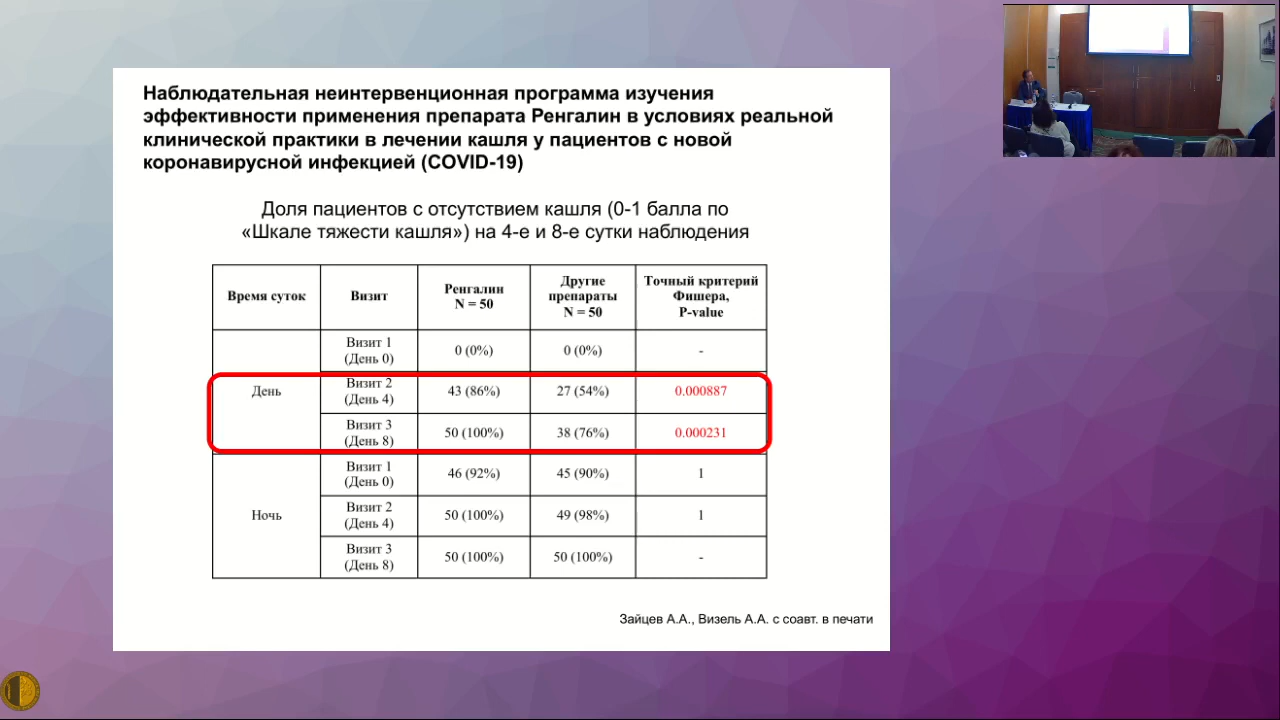 Наблюдательная неинтервенционная программа изучения
эффективности применения препарата Ренгалин в условиях реальной
клинической практики в лечении кашля у пациентов с новой
коронавирусной инфекцией (COVID-19)
Доля пациентов с отсутствием кашля (0-1 балла по
«Шкале тяжести кашля») на 4-е и 8-е сутки наблюдения
Время суток Визит Ренгалин N = 50 Другие препараты N = 50 Точный критерий Фишера, P-value
День Визит 1 (День 0) 0 (0%) 0 (0%) -
Визит 2 (День 4) 43 (86%) 27 (54%) 0.000887
Визит 3 (День 8) 50 (100%) 38 (76%) 0.000231
Ночь Визит 1 (День 0) 46 (92%) 45 (90%) 1
Визит 2 (День 4) 50 (100%) 49 (98%) 1
Визит 3 (День 8) 50 (100%) 50 (100%) -
Зайцев А.А., Визель А.А. с соавт. в печати